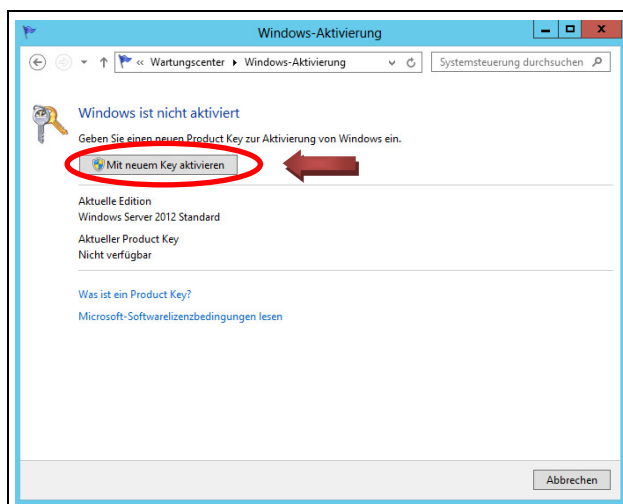 Windows-Aktivierung
« Wartungscenter ▸ Windows-Aktivierung
Systemsteuerung durchsuchen
Windows ist nicht aktiviert
Geben Sie einen neuen Product Key zur Aktivierung von Windows ein.
Mit neuem Key aktivieren
Aktuelle Edition
Windows Server 2012 Standard
Aktueller Product Key
Nicht verfügbar
Was ist ein Product Key?
Microsoft-Softwarelizenzbedingungen lesen
Abbrechen